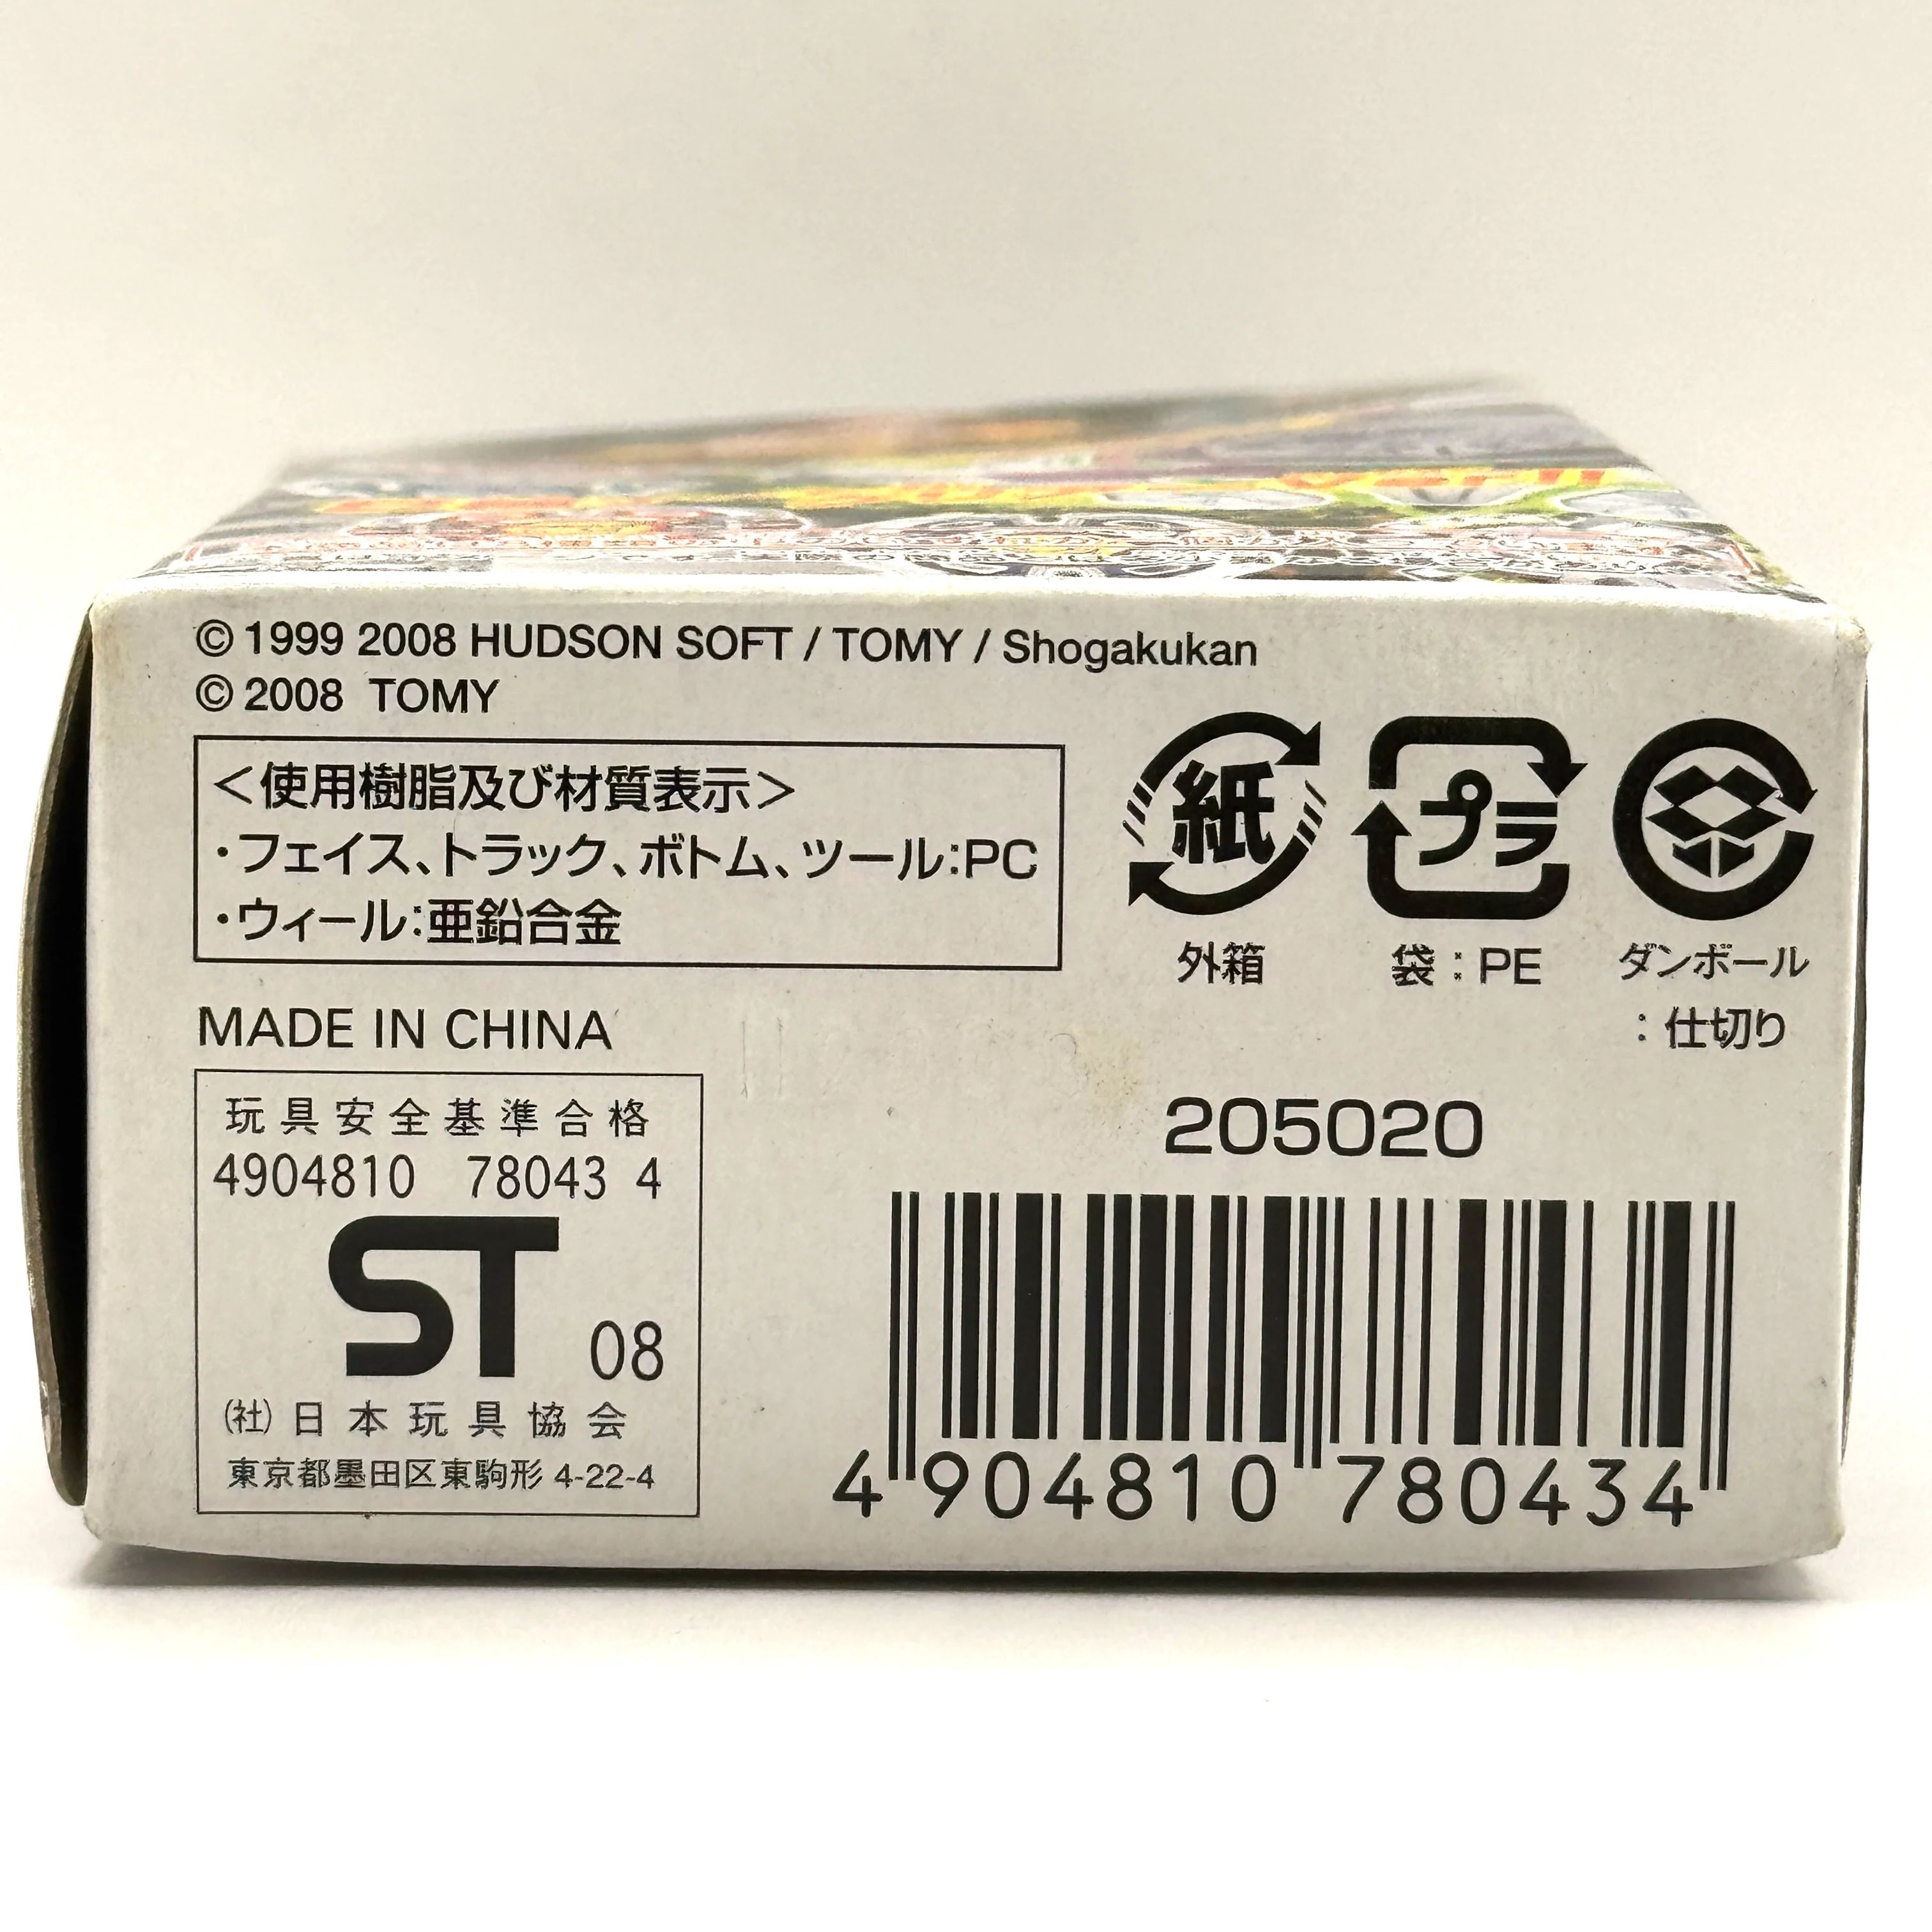 © 1999 2008 HUDSON SOFT / TOMY / Shogakukan
© 2008 TOMY
＜使用樹脂及び材質表示＞
・フェイス、トラック、ボトム、ツール：PC
・ウィール：亜鉛合金
紙
外箱
プラ
袋：PE
ダンボール
：仕切り
MADE IN CHINA
玩具安全基準合格
4904810 78043 4
ST 08
(社)日本玩具協会
東京都墨田区東駒形 4-22-4
205020
4 904810 780434